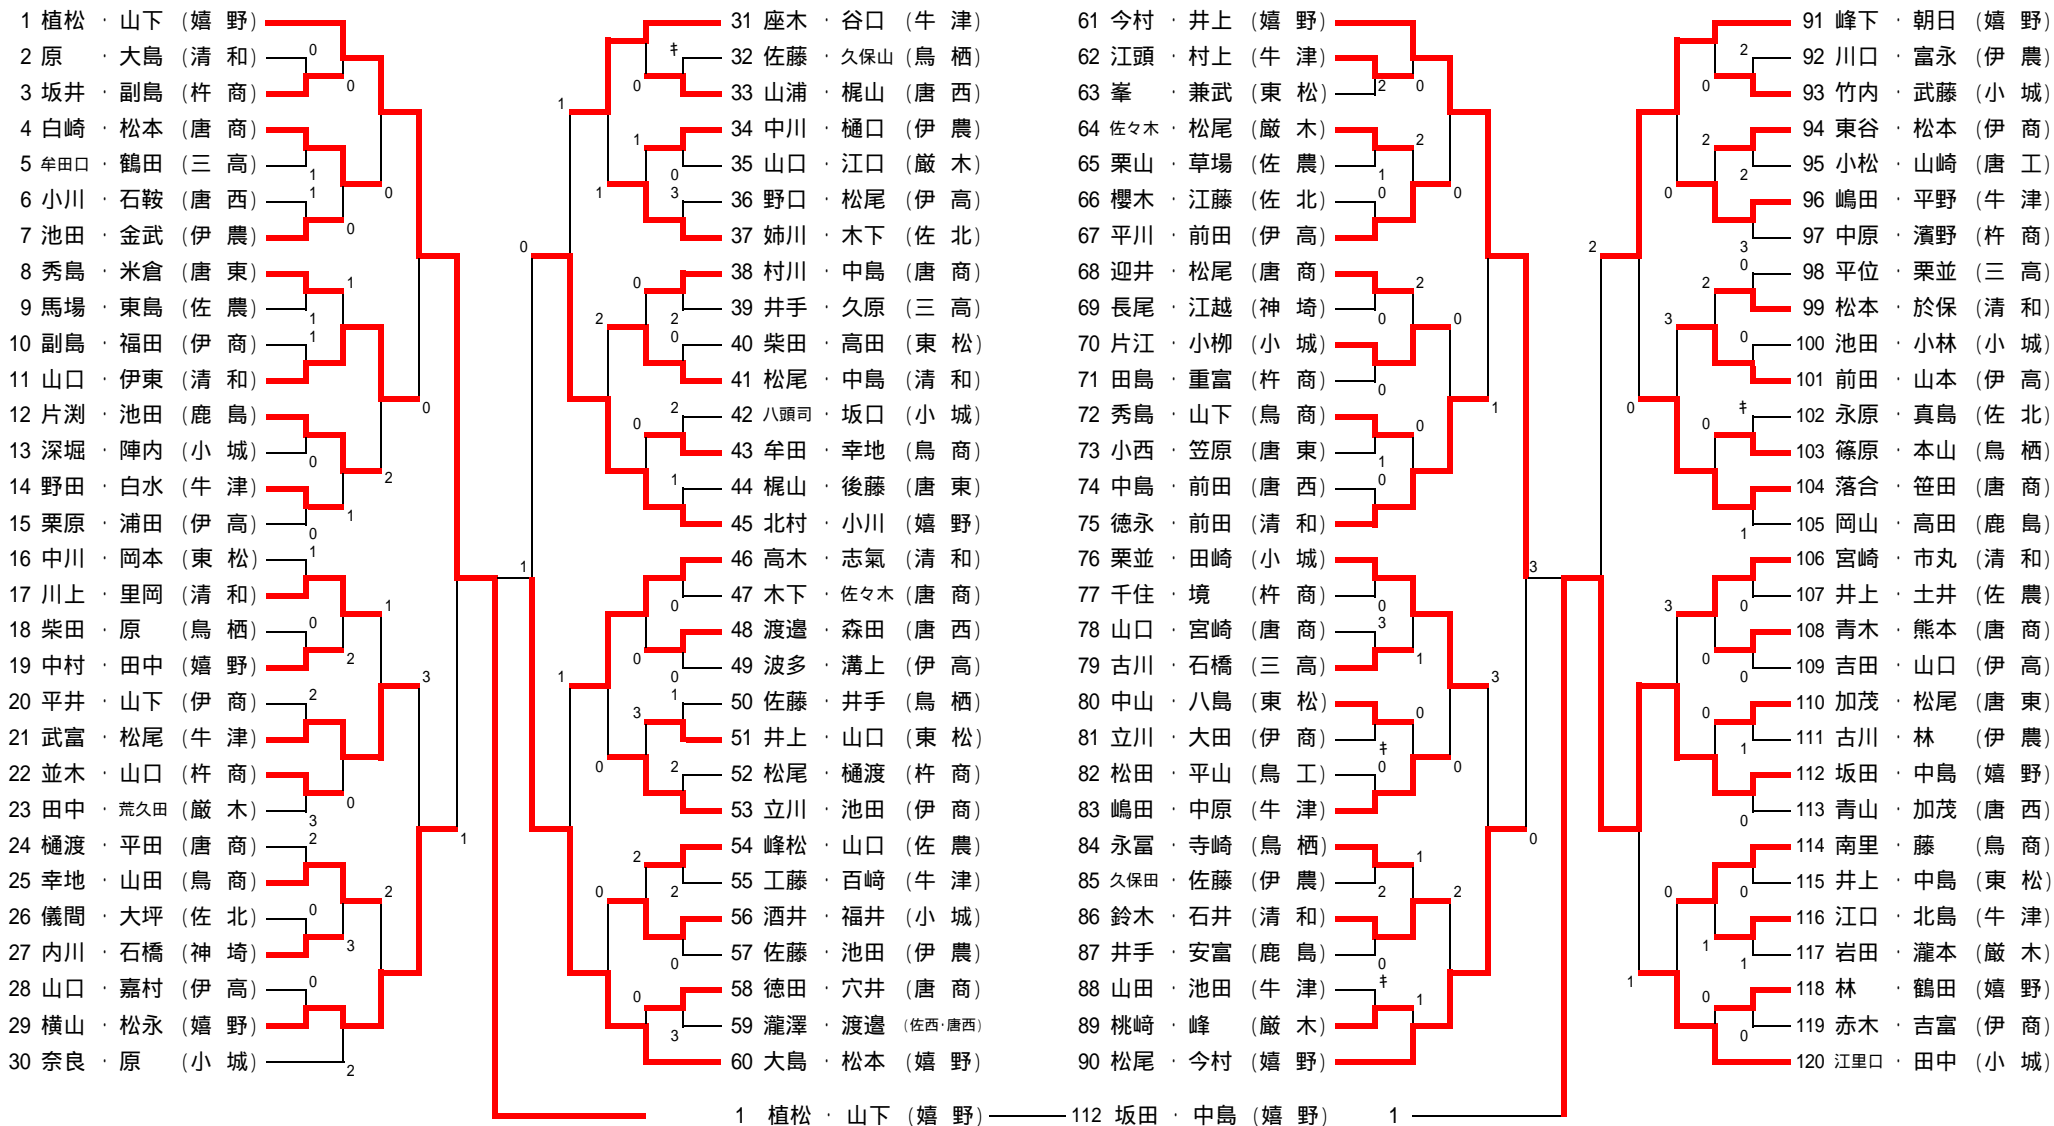 1 植松 ・ 山下 (嬉 野)
2 原 ・ 大島 (清 和)
3 坂井 ・ 副島 (杵 商)
4 白崎 ・ 松本 (唐 商)
5 牟田口 ・ 鶴田 (三 高)
6 小川 ・ 石鞍 (唐 西)
7 池田 ・ 金武 (伊 農)
8 秀島 ・ 米倉 (唐 東)
9 馬場 ・ 東島 (佐 農)
10 副島 ・ 福田 (伊 商)
11 山口 ・ 伊東 (清 和)
12 片渕 ・ 池田 (鹿 島)
13 深堀 ・ 陣内 (小 城)
14 野田 ・ 白水 (牛 津)
15 栗原 ・ 浦田 (伊 高)
16 中川 ・ 岡本 (東 松)
17 川上 ・ 里岡 (清 和)
18 柴田 ・ 原 (鳥 栖)
19 中村 ・ 田中 (嬉 野)
20 平井 ・ 山下 (伊 商)
21 武富 ・ 松尾 (牛 津)
22 並木 ・ 山口 (杵 商)
23 田中 ・ 荒久田 (厳 木)
24 樋渡 ・ 平田 (唐 商)
25 幸地 ・ 山田 (鳥 商)
26 儀間 ・ 大坪 (佐 北)
27 内川 ・ 石橋 (神 埼)
28 山口 ・ 嘉村 (伊 高)
29 横山 ・ 松永 (嬉 野)
30 奈良 ・ 原 (小 城)
31 座木 ・ 谷口 (牛 津)
32 佐藤 ・ 久保山 (鳥 栖)
33 山浦 ・ 梶山 (唐 西)
34 中川 ・ 樋口 (伊 農)
35 山口 ・ 江口 (厳 木)
36 野口 ・ 松尾 (伊 高)
37 姉川 ・ 木下 (佐 北)
38 村川 ・ 中島 (唐 商)
39 井手 ・ 久原 (三 高)
40 柴田 ・ 高田 (東 松)
41 松尾 ・ 中島 (清 和)
42 八頭司 ・ 坂口 (小 城)
43 牟田 ・ 幸地 (鳥 商)
44 梶山 ・ 後藤 (唐 東)
45 北村 ・ 小川 (嬉 野)
46 高木 ・ 志氣 (清 和)
47 木下 ・ 佐々木 (唐 商)
48 渡邉 ・ 森田 (唐 西)
49 波多 ・ 溝上 (伊 高)
50 佐藤 ・ 井手 (鳥 栖)
51 井上 ・ 山口 (東 松)
52 松尾 ・ 樋渡 (杵 商)
53 立川 ・ 池田 (伊 商)
54 峰松 ・ 山口 (佐 農)
55 工藤 ・ 百﨑 (牛 津)
56 酒井 ・ 福井 (小 城)
57 佐藤 ・ 池田 (伊 農)
58 徳田 ・ 穴井 (唐 商)
59 瀧澤 ・ 渡邉 (佐西・唐西)
60 大島 ・ 松本 (嬉 野)
61 今村 ・ 井上 (嬉 野)
62 江頭 ・ 村上 (牛 津)
63 峯 ・ 兼武 (東 松)
64 佐々木 ・ 松尾 (厳 木)
65 栗山 ・ 草場 (佐 農)
66 櫻木 ・ 江藤 (佐 北)
67 平川 ・ 前田 (伊 高)
68 迎井 ・ 松尾 (唐 商)
69 長尾 ・ 江越 (神 埼)
70 片江 ・ 小栁 (小 城)
71 田島 ・ 重富 (杵 商)
72 秀島 ・ 山下 (鳥 商)
73 小西 ・ 笠原 (唐 東)
74 中島 ・ 前田 (唐 西)
75 徳永 ・ 前田 (清 和)
76 栗並 ・ 田崎 (小 城)
77 千住 ・ 境 (杵 商)
78 山口 ・ 宮崎 (唐 商)
79 古川 ・ 石橋 (三 高)
80 中山 ・ 八島 (東 松)
81 立川 ・ 大田 (伊 商)
82 松田 ・ 平山 (鳥 工)
83 嶋田 ・ 中原 (牛 津)
84 永冨 ・ 寺崎 (鳥 栖)
85 久保田 ・ 佐藤 (伊 農)
86 鈴木 ・ 石井 (清 和)
87 井手 ・ 安富 (鹿 島)
88 山田 ・ 池田 (牛 津)
89 桃﨑 ・ 峰 (厳 木)
90 松尾 ・ 今村 (嬉 野)
91 峰下 ・ 朝日 (嬉 野)
92 川口 ・ 富永 (伊 農)
93 竹内 ・ 武藤 (小 城)
94 東谷 ・ 松本 (伊 商)
95 小松 ・ 山崎 (唐 工)
96 嶋田 ・ 平野 (牛 津)
97 中原 ・ 濱野 (杵 商)
98 平位 ・ 栗並 (三 高)
99 松本 ・ 於保 (清 和)
100 池田 ・ 小林 (小 城)
101 前田 ・ 山本 (伊 高)
102 永原 ・ 真島 (佐 北)
103 篠原 ・ 本山 (鳥 栖)
104 落合 ・ 笹田 (唐 商)
105 岡山 ・ 高田 (鹿 島)
106 宮崎 ・ 市丸 (清 和)
107 井上 ・ 土井 (佐 農)
108 青木 ・ 熊本 (唐 商)
109 吉田 ・ 山口 (伊 高)
110 加茂 ・ 松尾 (唐 東)
111 古川 ・ 林 (伊 農)
112 坂田 ・ 中島 (嬉 野)
113 青山 ・ 加茂 (唐 西)
114 南里 ・ 藤 (鳥 商)
115 井上 ・ 中島 (東 松)
116 江口 ・ 北島 (牛 津)
117 岩田 ・ 瀧本 (厳 木)
118 林 ・ 鶴田 (嬉 野)
119 赤木 ・ 吉富 (伊 商)
120 江里口 ・ 田中 (小 城)
1 植松 ・ 山下 (嬉 野) 112 坂田 ・ 中島 (嬉 野) 1